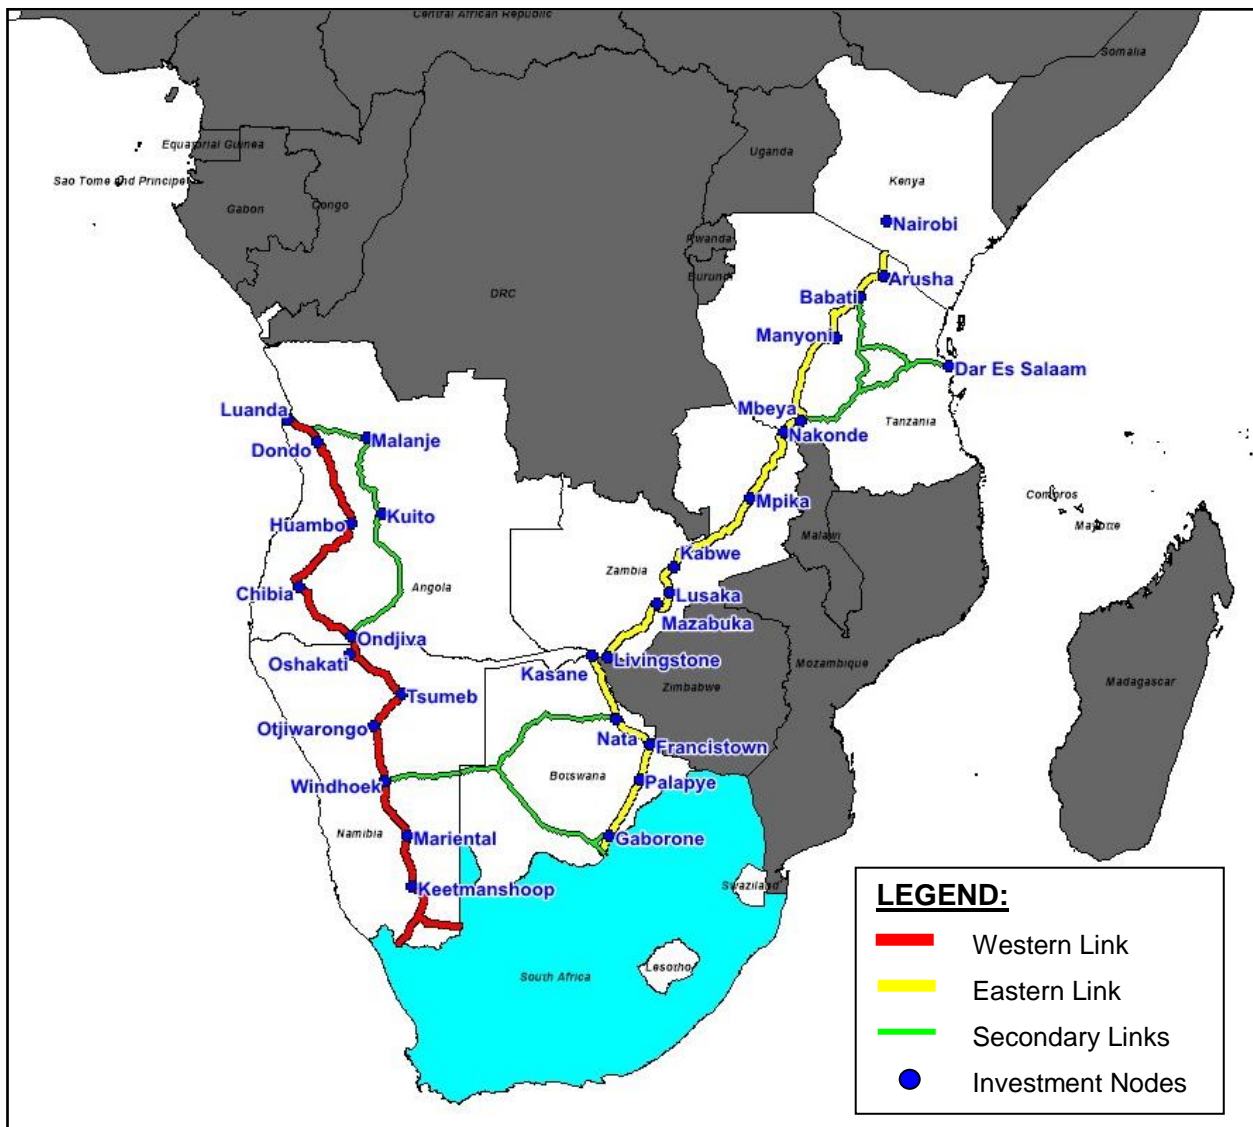 Central African Republic
Somalia
Equatorial Guinea
Uganda
Sao Tome and Principe
Kenya
Gabon
Congo
Nairobi
Rwanda
Burundi
Arusha
DRC
Babati
Manyoni
Dar Es Salaam
Luanda
Mbeya
Tanzania
Malanje
Nakonde
Dondo
Comoros
Mpika
Kuito
Huambo
Mayotte
Malawi
Kabwe
Zambia
Angola
Chibia
Lusaka
Mazabuka
Ondjiva
Oshakati
Livingstone
Mozambique
Kasane
Zimbabwe
Madagascar
Tsumeb
Otjiwarongo
Nata
Francistown
Botswana
Windhoek
Palapye
Namibia
Mariental
Gaborone
Keetmanshoop
Swaziland
Lesotho
South Africa
LEGEND:
Western Link
Eastern Link
Secondary Links
Investment Nodes